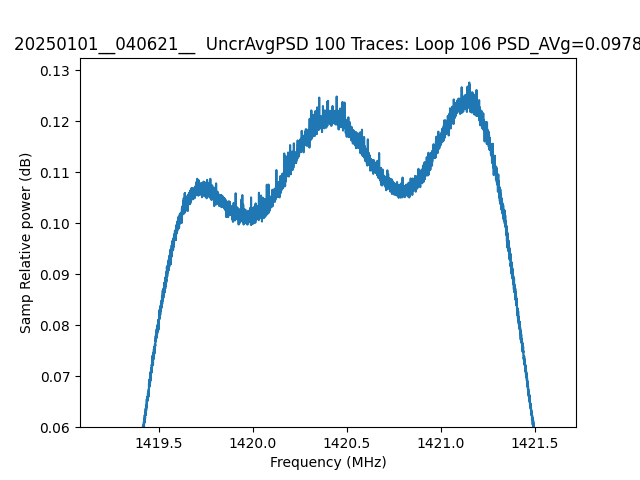 20250101__040621__  UncrAvgPSD 100 Traces: Loop 106 PSD_AVg=0.0978
0.13
0.12
0.11
0.10
0.09
0.08
0.07
0.06
Samp Relative power (dB)
1419.5 1420.0 1420.5 1421.0 1421.5
Frequency (MHz)